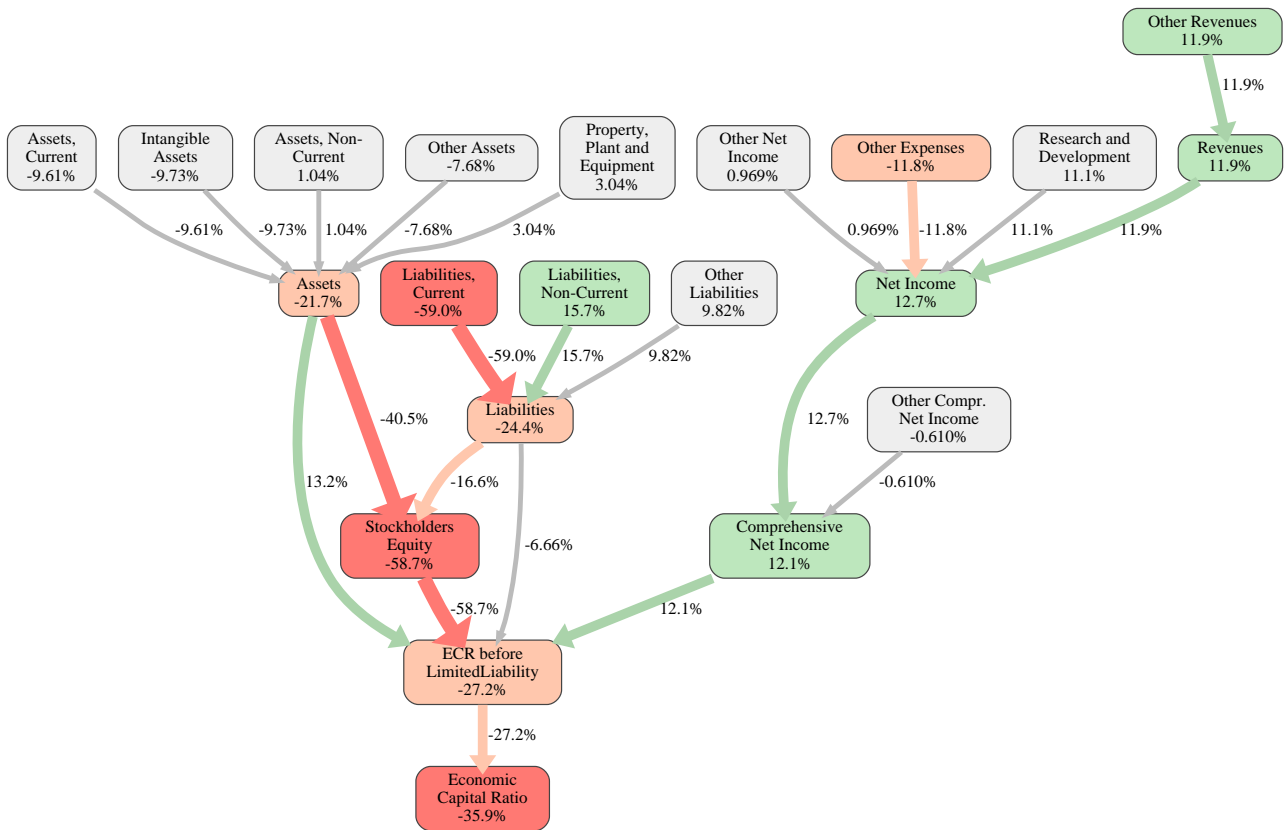 Other Revenues
11.9%
11.9%
Assets,
Current
-9.61%
Intangible
Assets
-9.73%
Assets, Non-
Current
1.04%
Other Assets
-7.68%
Property,
Plant and
Equipment
3.04%
Other Net
Income
0.969%
Other Expenses
-11.8%
Research and
Development
11.1%
Revenues
11.9%
-9.61%
-9.73%
1.04%
-7.68%
3.04%
0.969%
-11.8%
11.1%
11.9%
Assets
-21.7%
Liabilities,
Current
-59.0%
Liabilities,
Non-Current
15.7%
Other
Liabilities
9.82%
Net Income
12.7%
-59.0%
15.7%
9.82%
-40.5%
Liabilities
-24.4%
12.7%
Other Compr.
Net Income
-0.610%
13.2%
-16.6%
-0.610%
Stockholders
Equity
-58.7%
-6.66%
Comprehensive
Net Income
12.1%
-58.7%
12.1%
ECR before
LimitedLiability
-27.2%
-27.2%
Economic
Capital Ratio
-35.9%